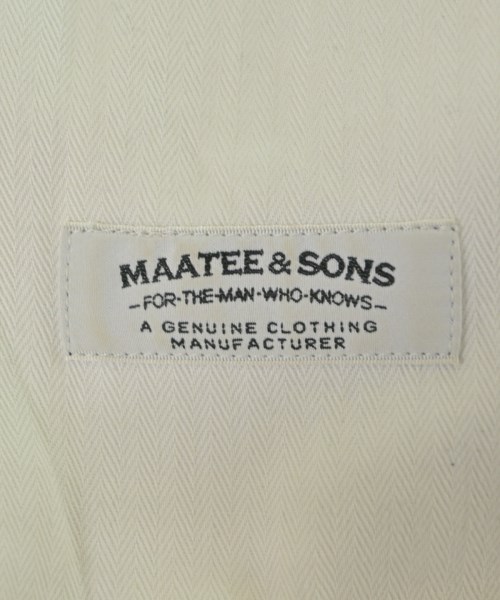 MAATEE & SONS
-FOR-THE-MAN-WHO-KNOWS-
A GENUINE CLOTHING
MANUFACTURER